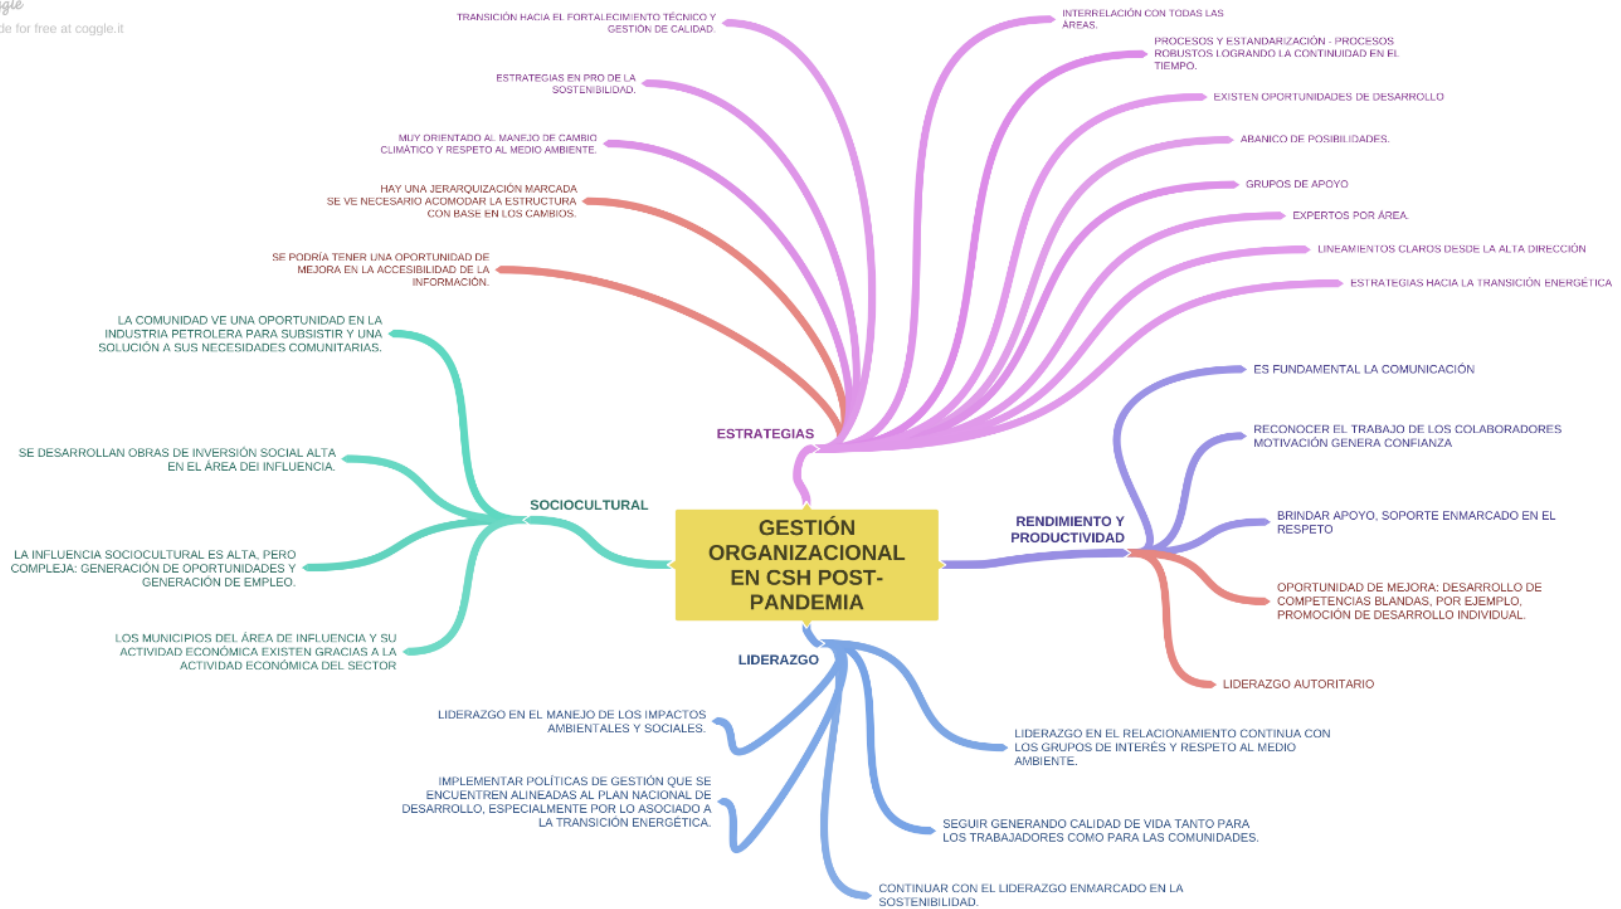 de for free at coggle.it
TRANSICIÓN HACIA EL FORTALECIMIENTO TÉCNICO Y
GESTIÓN DE CALIDAD.
ESTRATEGIAS EN PRO DE LA
SOSTENIBILIDAD.
MUY ORIENTADO AL MANEJO DE CAMBIO
CLIMÁTICO Y RESPETO AL MEDIO AMBIENTE.
HAY UNA JERARQUIZACIÓN MARCADA
SE VE NECESARIO ACOMODAR LA ESTRUCTURA
CON BASE EN LOS CAMBIOS.
SE PODRÍA TENER UNA OPORTUNIDAD DE
MEJORA EN LA ACCESIBILIDAD DE LA
INFORMACIÓN.
INTERRELACIÓN CON TODAS LAS
ÁREAS.
PROCESOS Y ESTANDARIZACIÓN - PROCESOS
ROBUSTOS LOGRANDO LA CONTINUIDAD EN EL
TIEMPO.
EXISTEN OPORTUNIDADES DE DESARROLLO
ABANICO DE POSIBILIDADES.
GRUPOS DE APOYO
EXPERTOS POR ÁREA.
LINEAMIENTOS CLAROS DESDE LA ALTA DIRECCIÓN
ESTRATEGIAS HACIA LA TRANSICIÓN ENERGÉTICA
ESTRATEGIAS
LA COMUNIDAD VE UNA OPORTUNIDAD EN LA
INDUSTRIA PETROLERA PARA SUBSISTIR Y UNA
SOLUCIÓN A SUS NECESIDADES COMUNITARIAS.
SE DESARROLLAN OBRAS DE INVERSIÓN SOCIAL ALTA
EN EL ÁREA DEI INFLUENCIA.
LA INFLUENCIA SOCIOCULTURAL ES ALTA, PERO
COMPLEJA: GENERACIÓN DE OPORTUNIDADES Y
GENERACIÓN DE EMPLEO.
LOS MUNICIPIOS DEL ÁREA DE INFLUENCIA Y SU
ACTIVIDAD ECONÓMICA EXISTEN GRACIAS A LA
ACTIVIDAD ECONÓMICA DEL SECTOR
SOCIOCULTURAL
GESTIÓN
ORGANIZACIONAL
EN CSH POST-
PANDEMIA
RENDIMIENTO Y
PRODUCTIVIDAD
ES FUNDAMENTAL LA COMUNICACIÓN
RECONOCER EL TRABAJO DE LOS COLABORADORES
MOTIVACIÓN GENERA CONFIANZA
BRINDAR APOYO, SOPORTE ENMARCADO EN EL
RESPETO
OPORTUNIDAD DE MEJORA: DESARROLLO DE
COMPETENCIAS BLANDAS, POR EJEMPLO,
PROMOCIÓN DE DESARROLLO INDIVIDUAL.
LIDERAZGO AUTORITARIO
LIDERAZGO
LIDERAZGO EN EL MANEJO DE LOS IMPACTOS
AMBIENTALES Y SOCIALES.
IMPLEMENTAR POLÍTICAS DE GESTIÓN QUE SE
ENCUENTREN ALINEADAS AL PLAN NACIONAL DE
DESARROLLO, ESPECIALMENTE POR LO ASOCIADO A
LA TRANSICIÓN ENERGÉTICA.
LIDERAZGO EN EL RELACIONAMIENTO CONTINUA CON
LOS GRUPOS DE INTERÉS Y RESPETO AL MEDIO
AMBIENTE.
SEGUIR GENERANDO CALIDAD DE VIDA TANTO PARA
LOS TRABAJADORES COMO PARA LAS COMUNIDADES.
CONTINUAR CON EL LIDERAZGO ENMARCADO EN LA
SOSTENIBILIDAD.